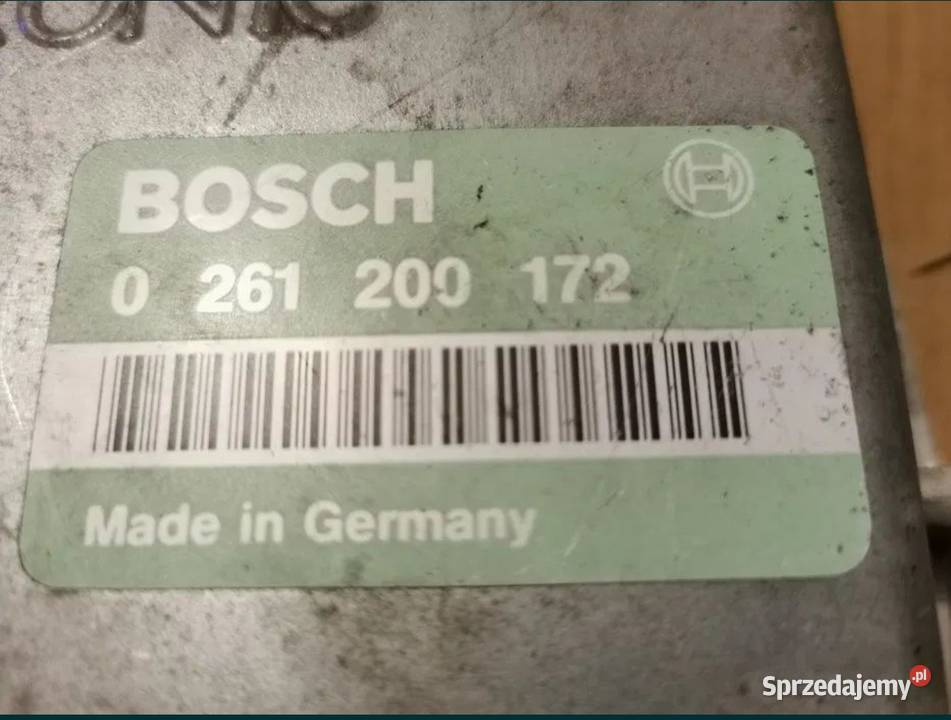 BOSCH
0 261 200 172
Made in Germany
Sprzedajemy.pl